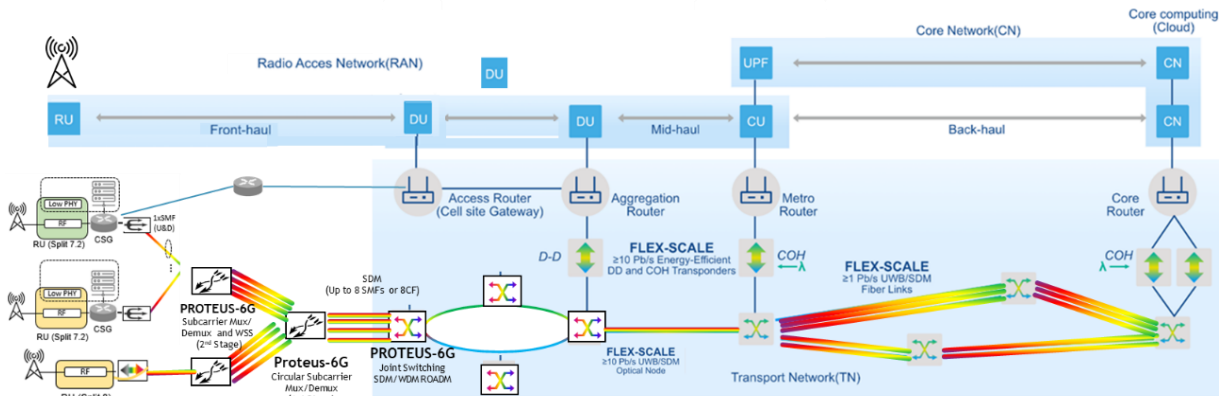 Core computing
(Cloud)
Core Network(CN)
Radio Acces Network(RAN)
DU
UPF
CN
RU
Front-haul
DU
DU
Mid-haul
CU
Back-haul
CN
Low PHY
RF
RU (Split 7.2)
CSG
1xSMF
(U&D)
Access Router
(Cell site Gateway)
Aggregation
Router
Metro
Router
Core
Router
D-D
FLEX-SCALE
≥10 Pb/s Energy-Efficient
DD and COH Transponders
COH
λ
FLEX-SCALE
≥1 Pb/s UWB/SDM
Fiber Links
COH
λ
Low PHY
RF
RU (Split 7.2)
CSG
PROTEUS-6G
Subcarrier Mux/
Demux and WSS
(2nd Stage)
SDM
(Up to 8 SMFs or 8CF)
RF
Proteus-6G
Circular Subcarrier
Mux/Demux
PROTEUS-6G
Joint Switching
SDM/WDM ROADM
FLEX-SCALE
≥10 Pb/s UWB/SDM
Optical Node
Transport Network(TN)